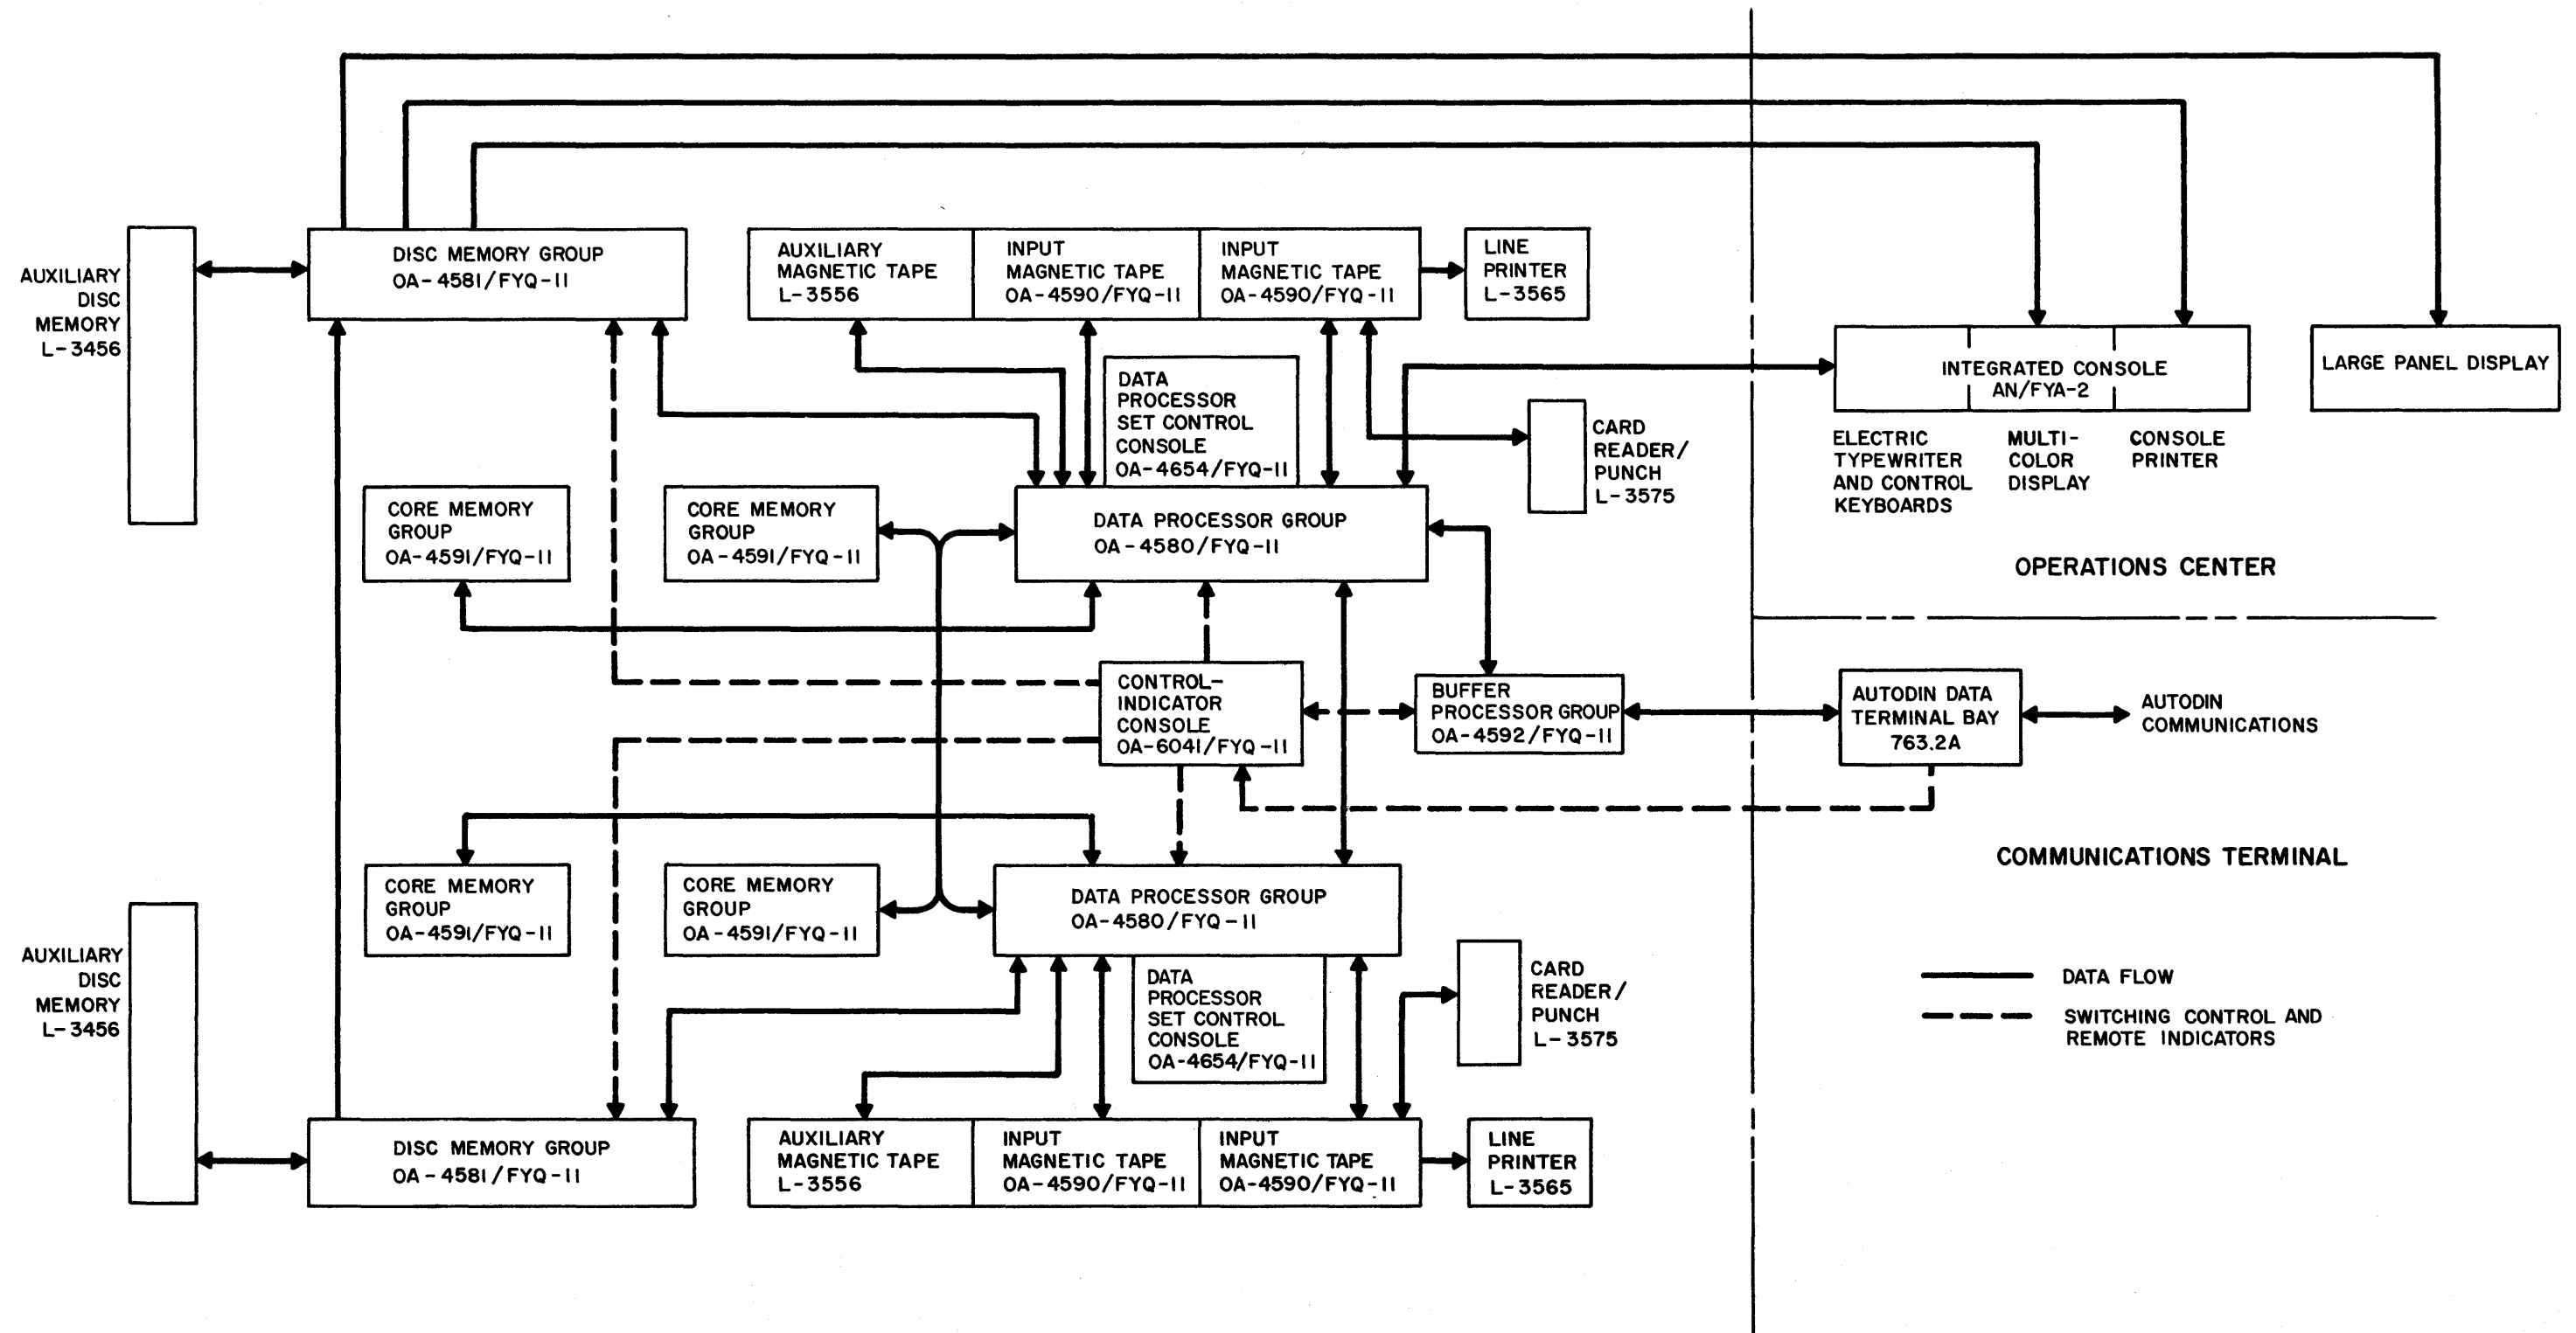 AUXILIARY
DISC
MEMORY
L-3456
DISC MEMORY GROUP
OA-4581/FYQ-11
AUXILIARY
MAGNETIC TAPE
L-3556
INPUT
MAGNETIC TAPE
OA-4590/FYQ-11
INPUT
MAGNETIC TAPE
OA-4590/FYQ-11
LINE
PRINTER
L-3565
DATA
PROCESSOR
SET CONTROL
CONSOLE
OA-4654/FYQ-11
CARD
READER/
PUNCH
L-3575
INTEGRATED CONSOLE
AN/FYA-2
LARGE PANEL DISPLAY
ELECTRIC
TYPEWRITER
AND CONTROL
KEYBOARDS
MULTI-
COLOR
DISPLAY
CONSOLE
PRINTER
CORE MEMORY
GROUP
OA-4591/FYQ-11
CORE MEMORY
GROUP
OA-4591/FYQ-11
DATA PROCESSOR GROUP
OA-4580/FYQ-11
OPERATIONS CENTER
CONTROL-
INDICATOR
CONSOLE
OA-6041/FYQ-11
BUFFER
PROCESSOR GROUP
OA-4592/FYQ-11
AUTODIN DATA
TERMINAL BAY
763.2A
AUTODIN
COMMUNICATIONS
COMMUNICATIONS TERMINAL
CORE MEMORY
GROUP
OA-4591/FYQ-11
CORE MEMORY
GROUP
OA-4591/FYQ-11
DATA PROCESSOR GROUP
OA-4580/FYQ-11
AUXILIARY
DISC
MEMORY
L-3456
DATA
PROCESSOR
SET CONTROL
CONSOLE
OA-4654/FYQ-11
CARD
READER/
PUNCH
L-3575
DATA FLOW
SWITCHING CONTROL AND
REMOTE INDICATORS
DISC MEMORY GROUP
OA-4581/FYQ-11
AUXILIARY
MAGNETIC TAPE
L-3556
INPUT
MAGNETIC TAPE
OA-4590/FYQ-11
INPUT
MAGNETIC TAPE
OA-4590/FYQ-11
LINE
PRINTER
L-3565